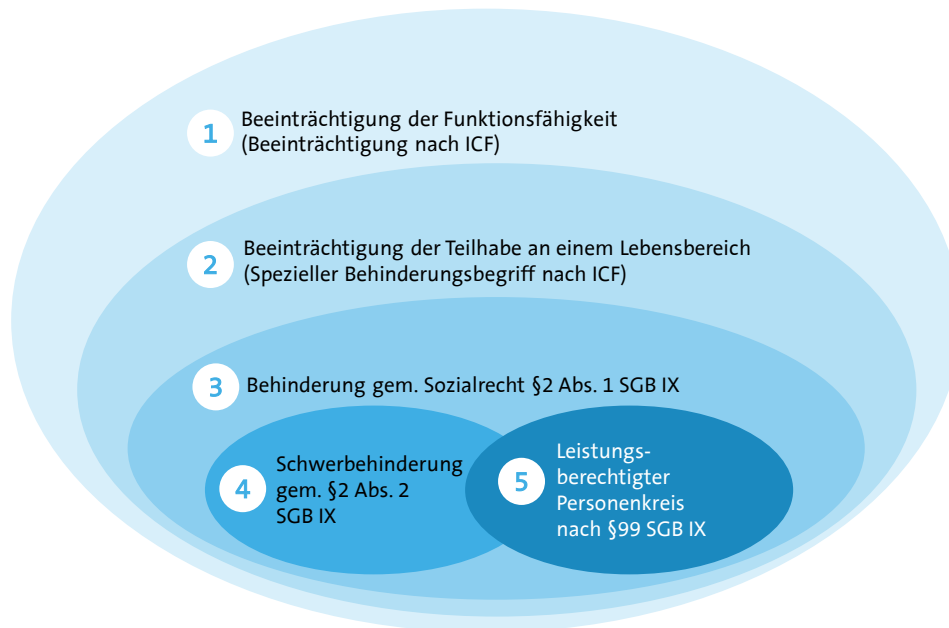 1
Beeinträchtigung der Funktionsfähigkeit
(Beeinträchtigung nach ICF)
2
Beeinträchtigung der Teilhabe an einem Lebensbereich
(Spezieller Behinderungsbegriff nach ICF)
3
Behinderung gem. Sozialrecht §2 Abs. 1 SGB IX
4
Schwerbehinderung
gem. §2 Abs. 2
SGB IX
5
Leistungs-
berechtigter
Personenkreis
nach §99 SGB IX